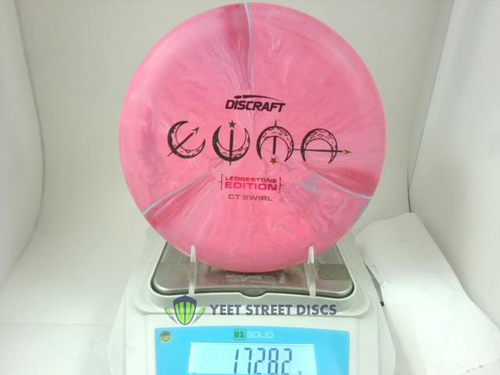 DISCRAFT
LUNA
LEDGESTONE
EDITION
CT SWIRL
YEET STREET DISCS
SOLID
172.82 g